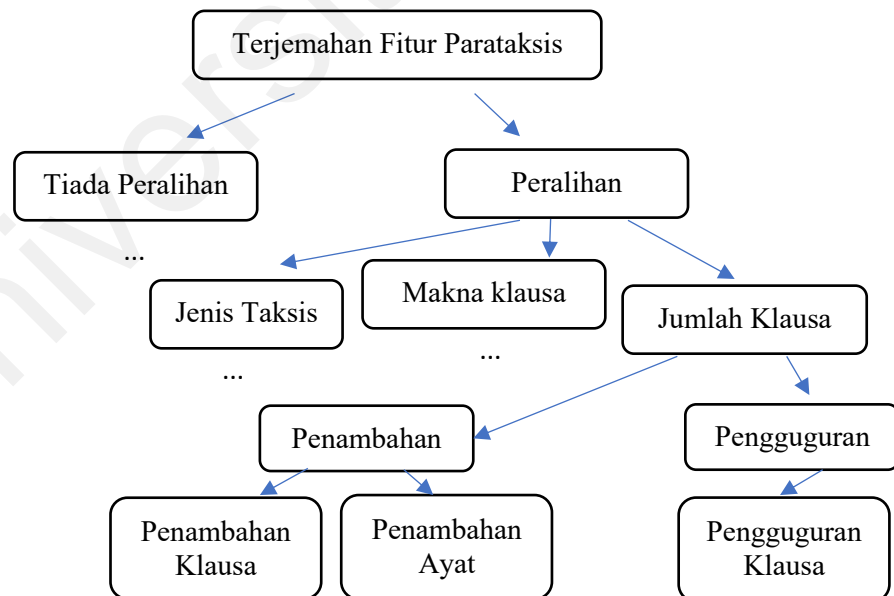 Terjemahan Fitur Parataksis
Tiada Peralihan
Peralihan
...
Jenis Taksis
Makna klausa
Jumlah Klausa
...
...
Penambahan
Pengguguran
Penambahan
Klausa
Penambahan
Ayat
Pengguguran
Klausa